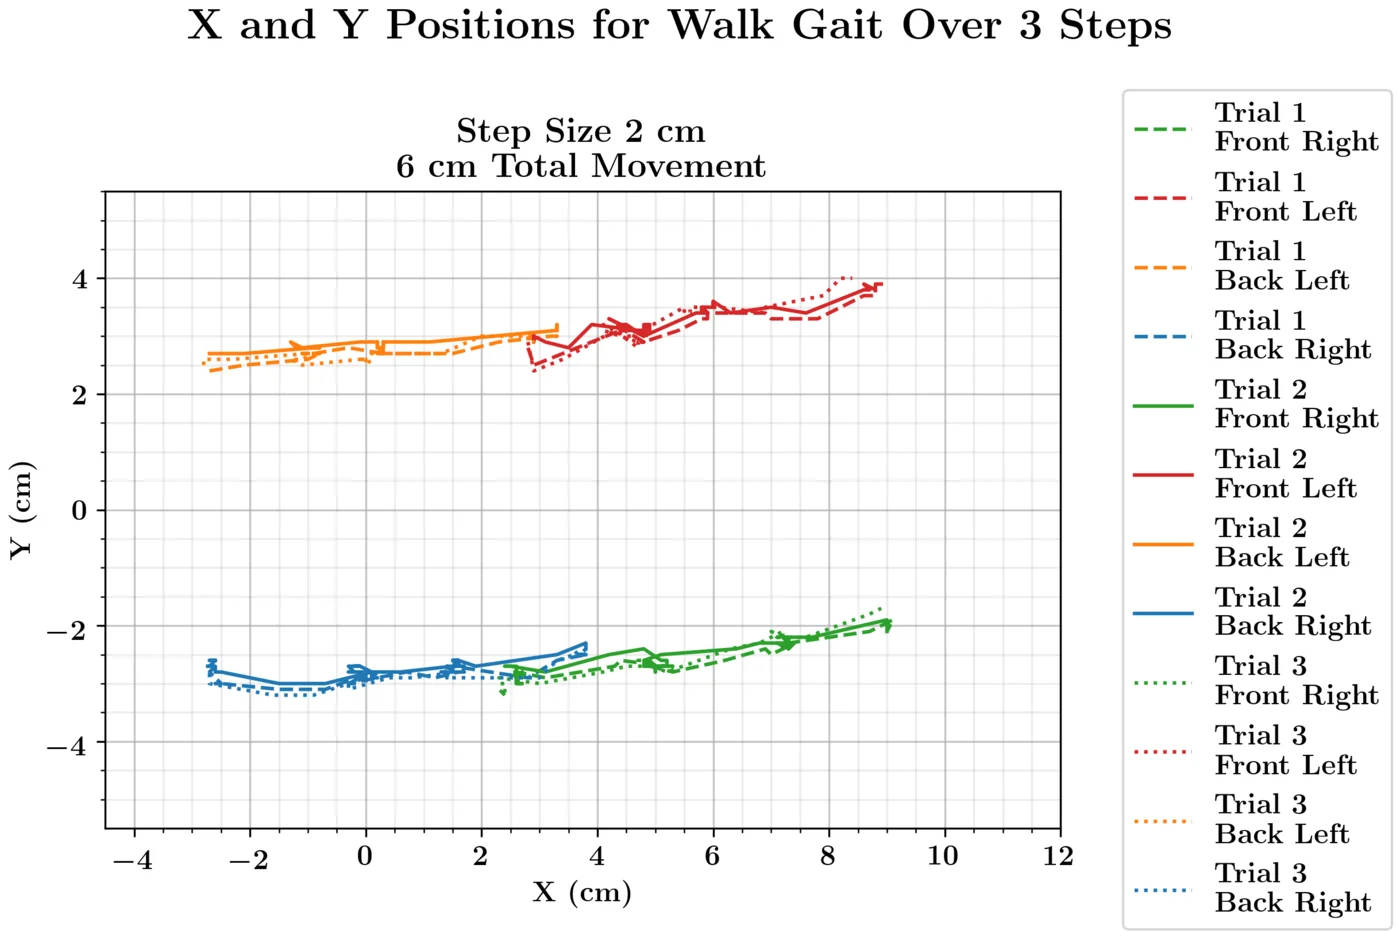 X and Y Positions for Walk Gait Over 3 Steps
Step Size 2 cm
6 cm Total Movement
Y (cm)
4
2
0
−2
−4
−4
−2
0
2
4
6
8
10
12
X (cm)
Trial 1
Front Right
Trial 1
Front Left
Trial 1
Back Left
Trial 1
Back Right
Trial 2
Front Right
Trial 2
Front Left
Trial 2
Back Left
Trial 2
Back Right
Trial 3
Front Right
Trial 3
Front Left
Trial 3
Back Left
Trial 3
Back Right